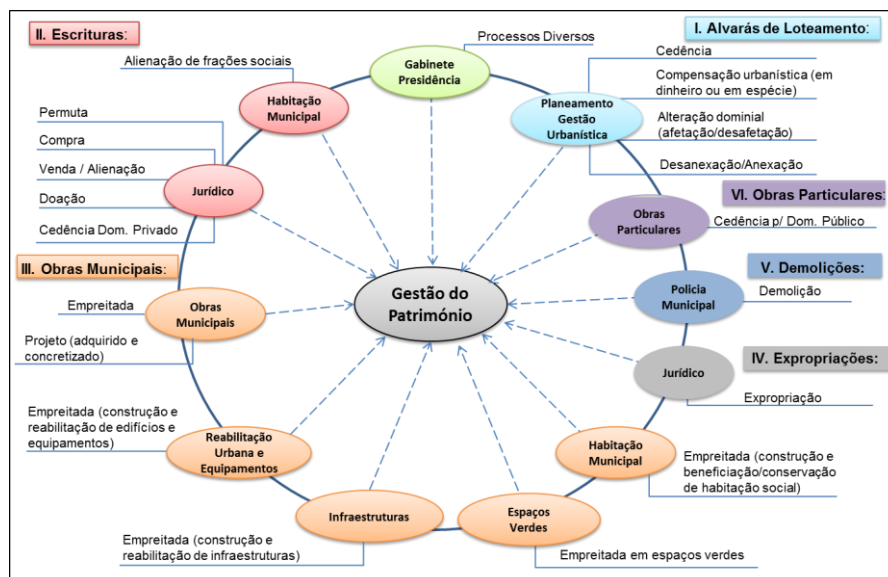 II. Escrituras:
Alienação de frações sociais
Habitação
Municipal
Permuta
Compra
Venda / Alienação
Doação
Cedência Dom. Privado
Jurídico
Gabinete
Presidência
Processos Diversos
I. Alvarás de Loteamento:
Cedência
Compensação urbanística (em
dinheiro ou em espécie)
Alteração dominial
(afetação/desafetação)
Desanexação/Anexação
Planeamento
Gestão
Urbanística
VI. Obras Particulares:
Obras
Particulares
Cedência p/ Dom. Público
V. Demolições:
Policia
Municipal
Demolição
IV. Expropriações:
Jurídico
Expropriação
Gestão do
Património
III. Obras Municipais:
Empreitada
Obras
Municipais
Projeto (adquirido e
concretizado)
Empreitada (construção e
reabilitação de edifícios e
equipamentos)
Reabilitação
Urbana e
Equipamentos
Empreitada (construção e
reabilitação de infraestruturas)
Infraestruturas
Espaços
Verdes
Empreitada em espaços verdes
Habitação
Municipal
Empreitada (construção e
beneficiação/conservação
de habitação social)